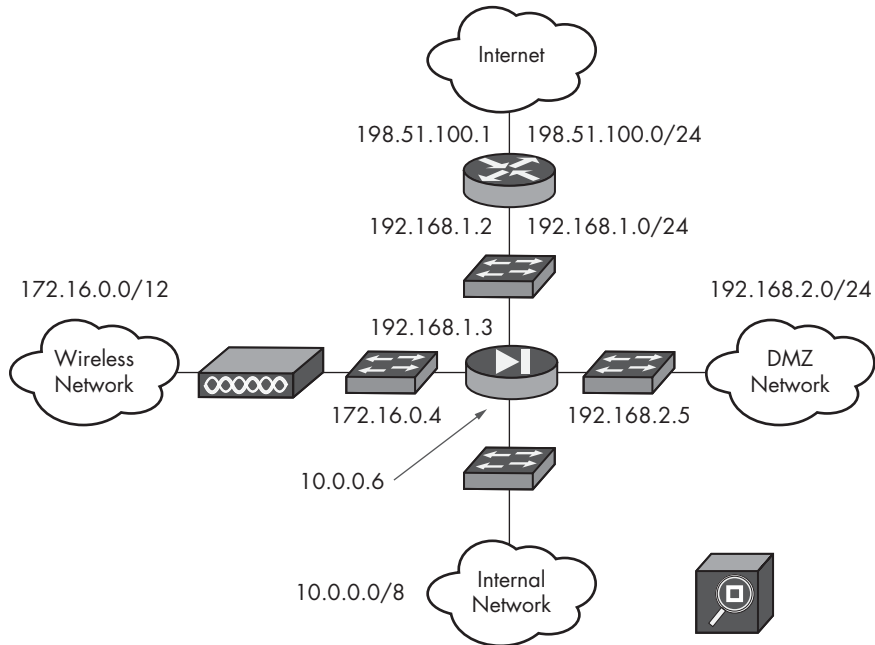 Internet
198.51.100.1
198.51.100.0/24
192.168.1.2
192.168.1.0/24
172.16.0.0/12
192.168.2.0/24
192.168.1.3
Wireless
Network
DMZ
Network
172.16.0.4
192.168.2.5
10.0.0.6
10.0.0.0/8
Internal
Network